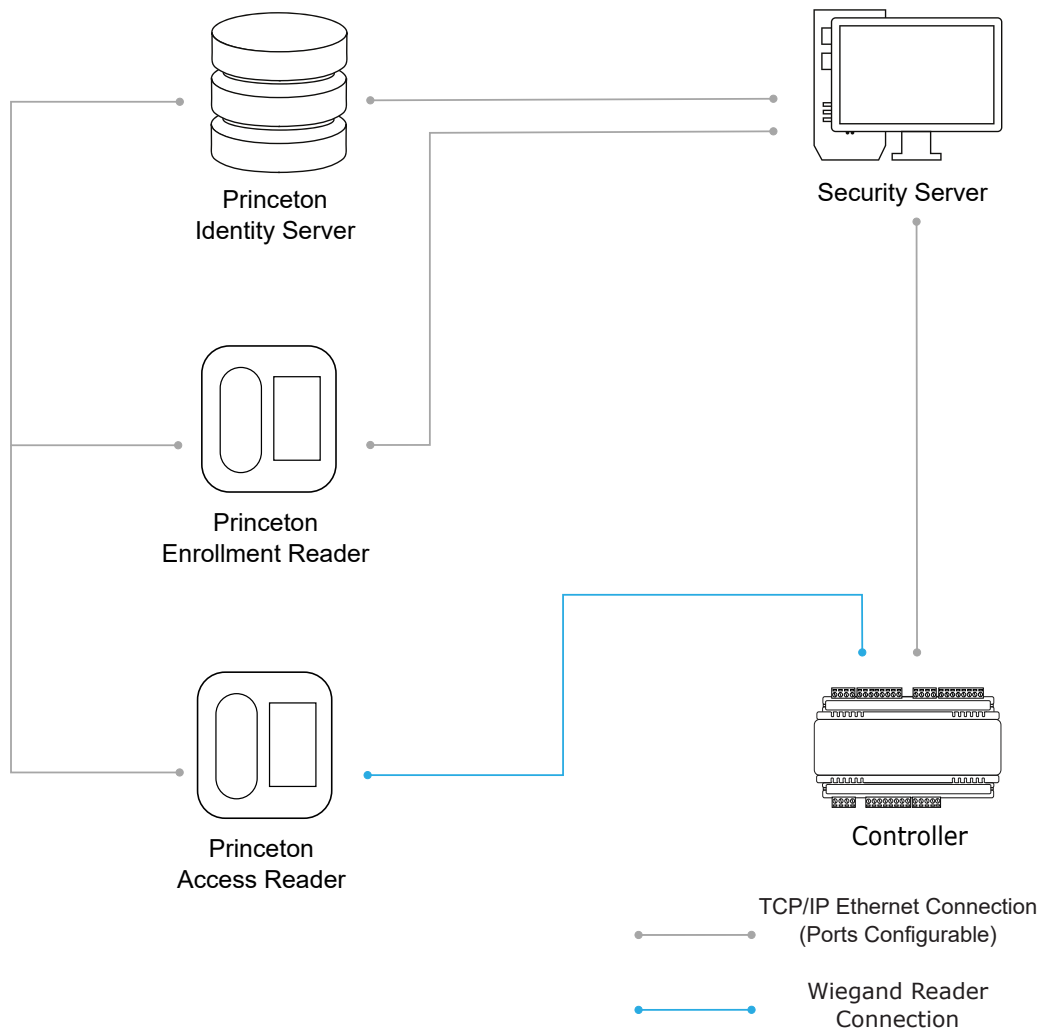 Princeton
Identity Server
Security Server
Princeton
Enrollment Reader
Princeton
Access Reader
Controller
TCP/IP Ethernet Connection
(Ports Configurable)
Wiegand Reader
Connection